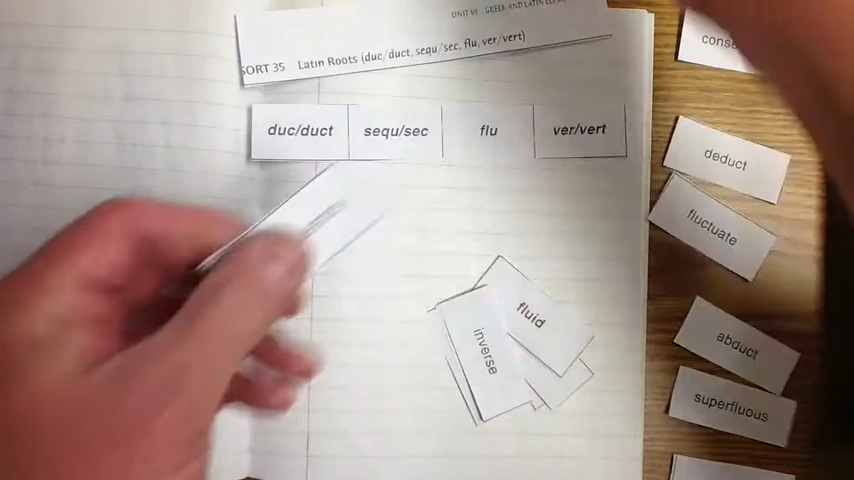 UNIT VI GREEK AND LATIN
SORT 35 Latin Roots (duc/duct, sequ/sec, flu, ver/vert)
duc/duct sequ/sec flu ver/vert
deduct
fluctuate
fluid
inverse
abduct
superfluous